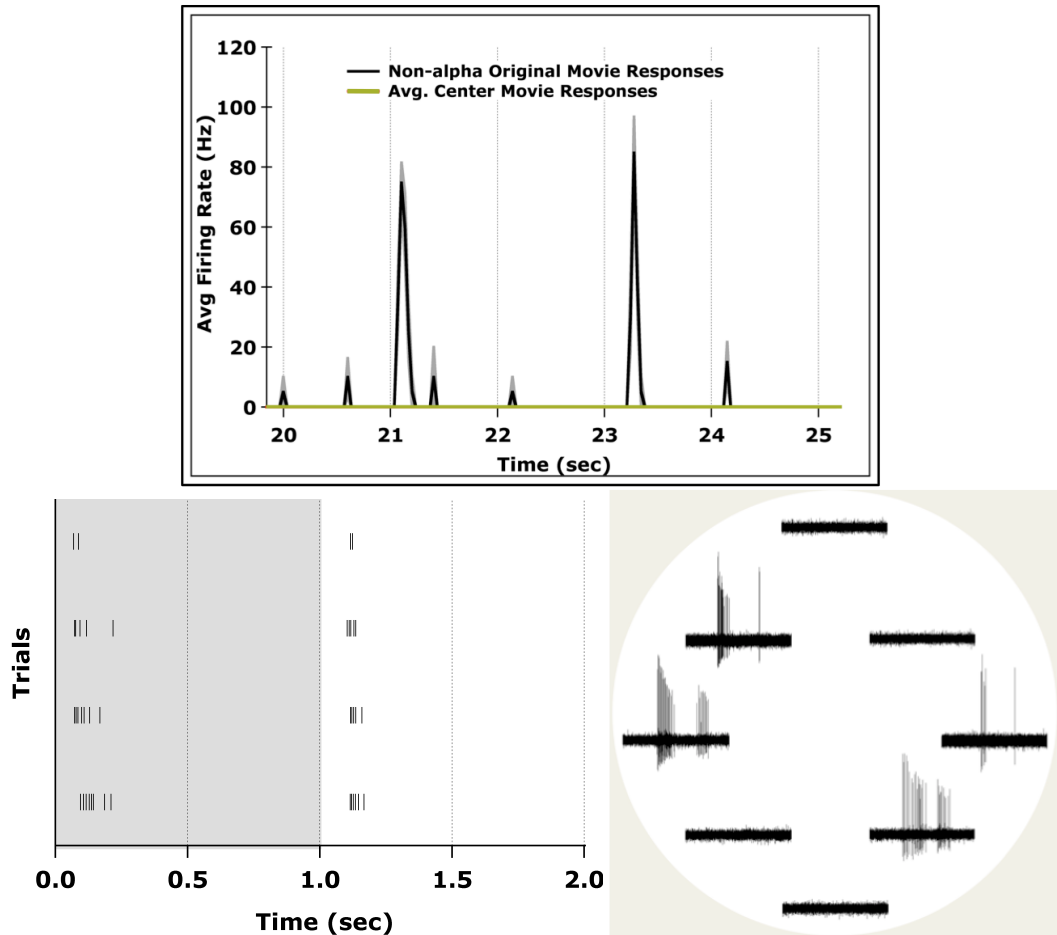 120
100
80
60
40
20
0
Avg Firing Rate (Hz)
Non-alpha Original Movie Responses
Avg. Center Movie Responses
20 21 22 23 24 25
Time (sec)
Trials
0.0 0.5 1.0 1.5 2.0
Time (sec)